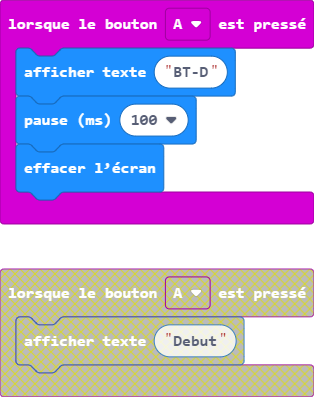 lorsque le bouton A est pressé
afficher texte "BT-D"
pause (ms) 100
effacer l'écran
lorsque le bouton A est pressé
afficher texte "Debut"